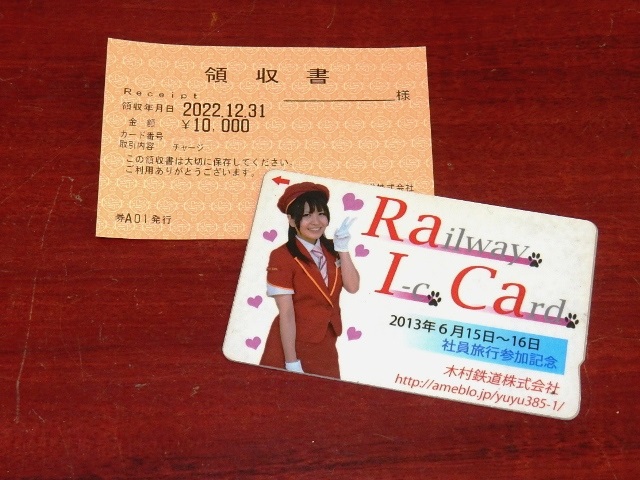 領収書
Receipt 様
領収年月日 2022.12.31
金額 ¥10,000
カード番号
取引内容 チャージ
この領収書は大切に保存してください。
ご利用ありがとうございます。
株式会社
券A01発行
Railway
I-c. Card.
2013年6月15日～16日
社員旅行参加記念
木村鉄道株式会社
http://ameblo.jp/yuyu385-1/